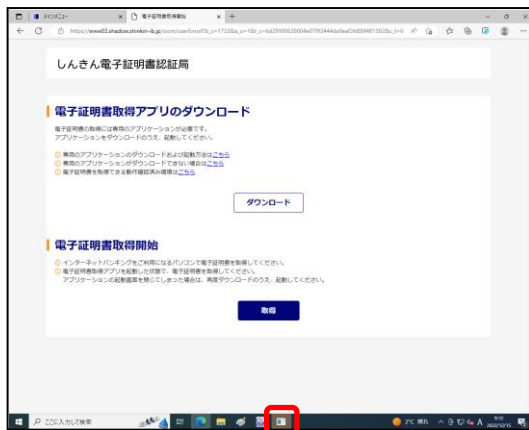 電子証明書取得開始
しんきん電子証明書認証局
電子証明書取得アプリのダウンロード
電子証明書の取得には専用のアプリケーションが必要です。
アプリケーションをダウンロードのうえ、起動してください。
専用のアプリケーションのダウンロードおよび起動方法はこちら
専用のアプリケーションがダウンロードできない場合はこちら
電子証明書を取得できる動作確認済み環境はこちら
ダウンロード
電子証明書取得開始
インターネットバンキングをご利用になるパソコンで電子証明書を取得してください。
電子証明書取得アプリを起動した状態で、電子証明書を取得してください。
アプリケーションの起動画面を閉じてしまった場合は、再度ダウンロードのうえ、起動してください。
取得
ここに入力して検索
2°C 晴れ
2022/12/15